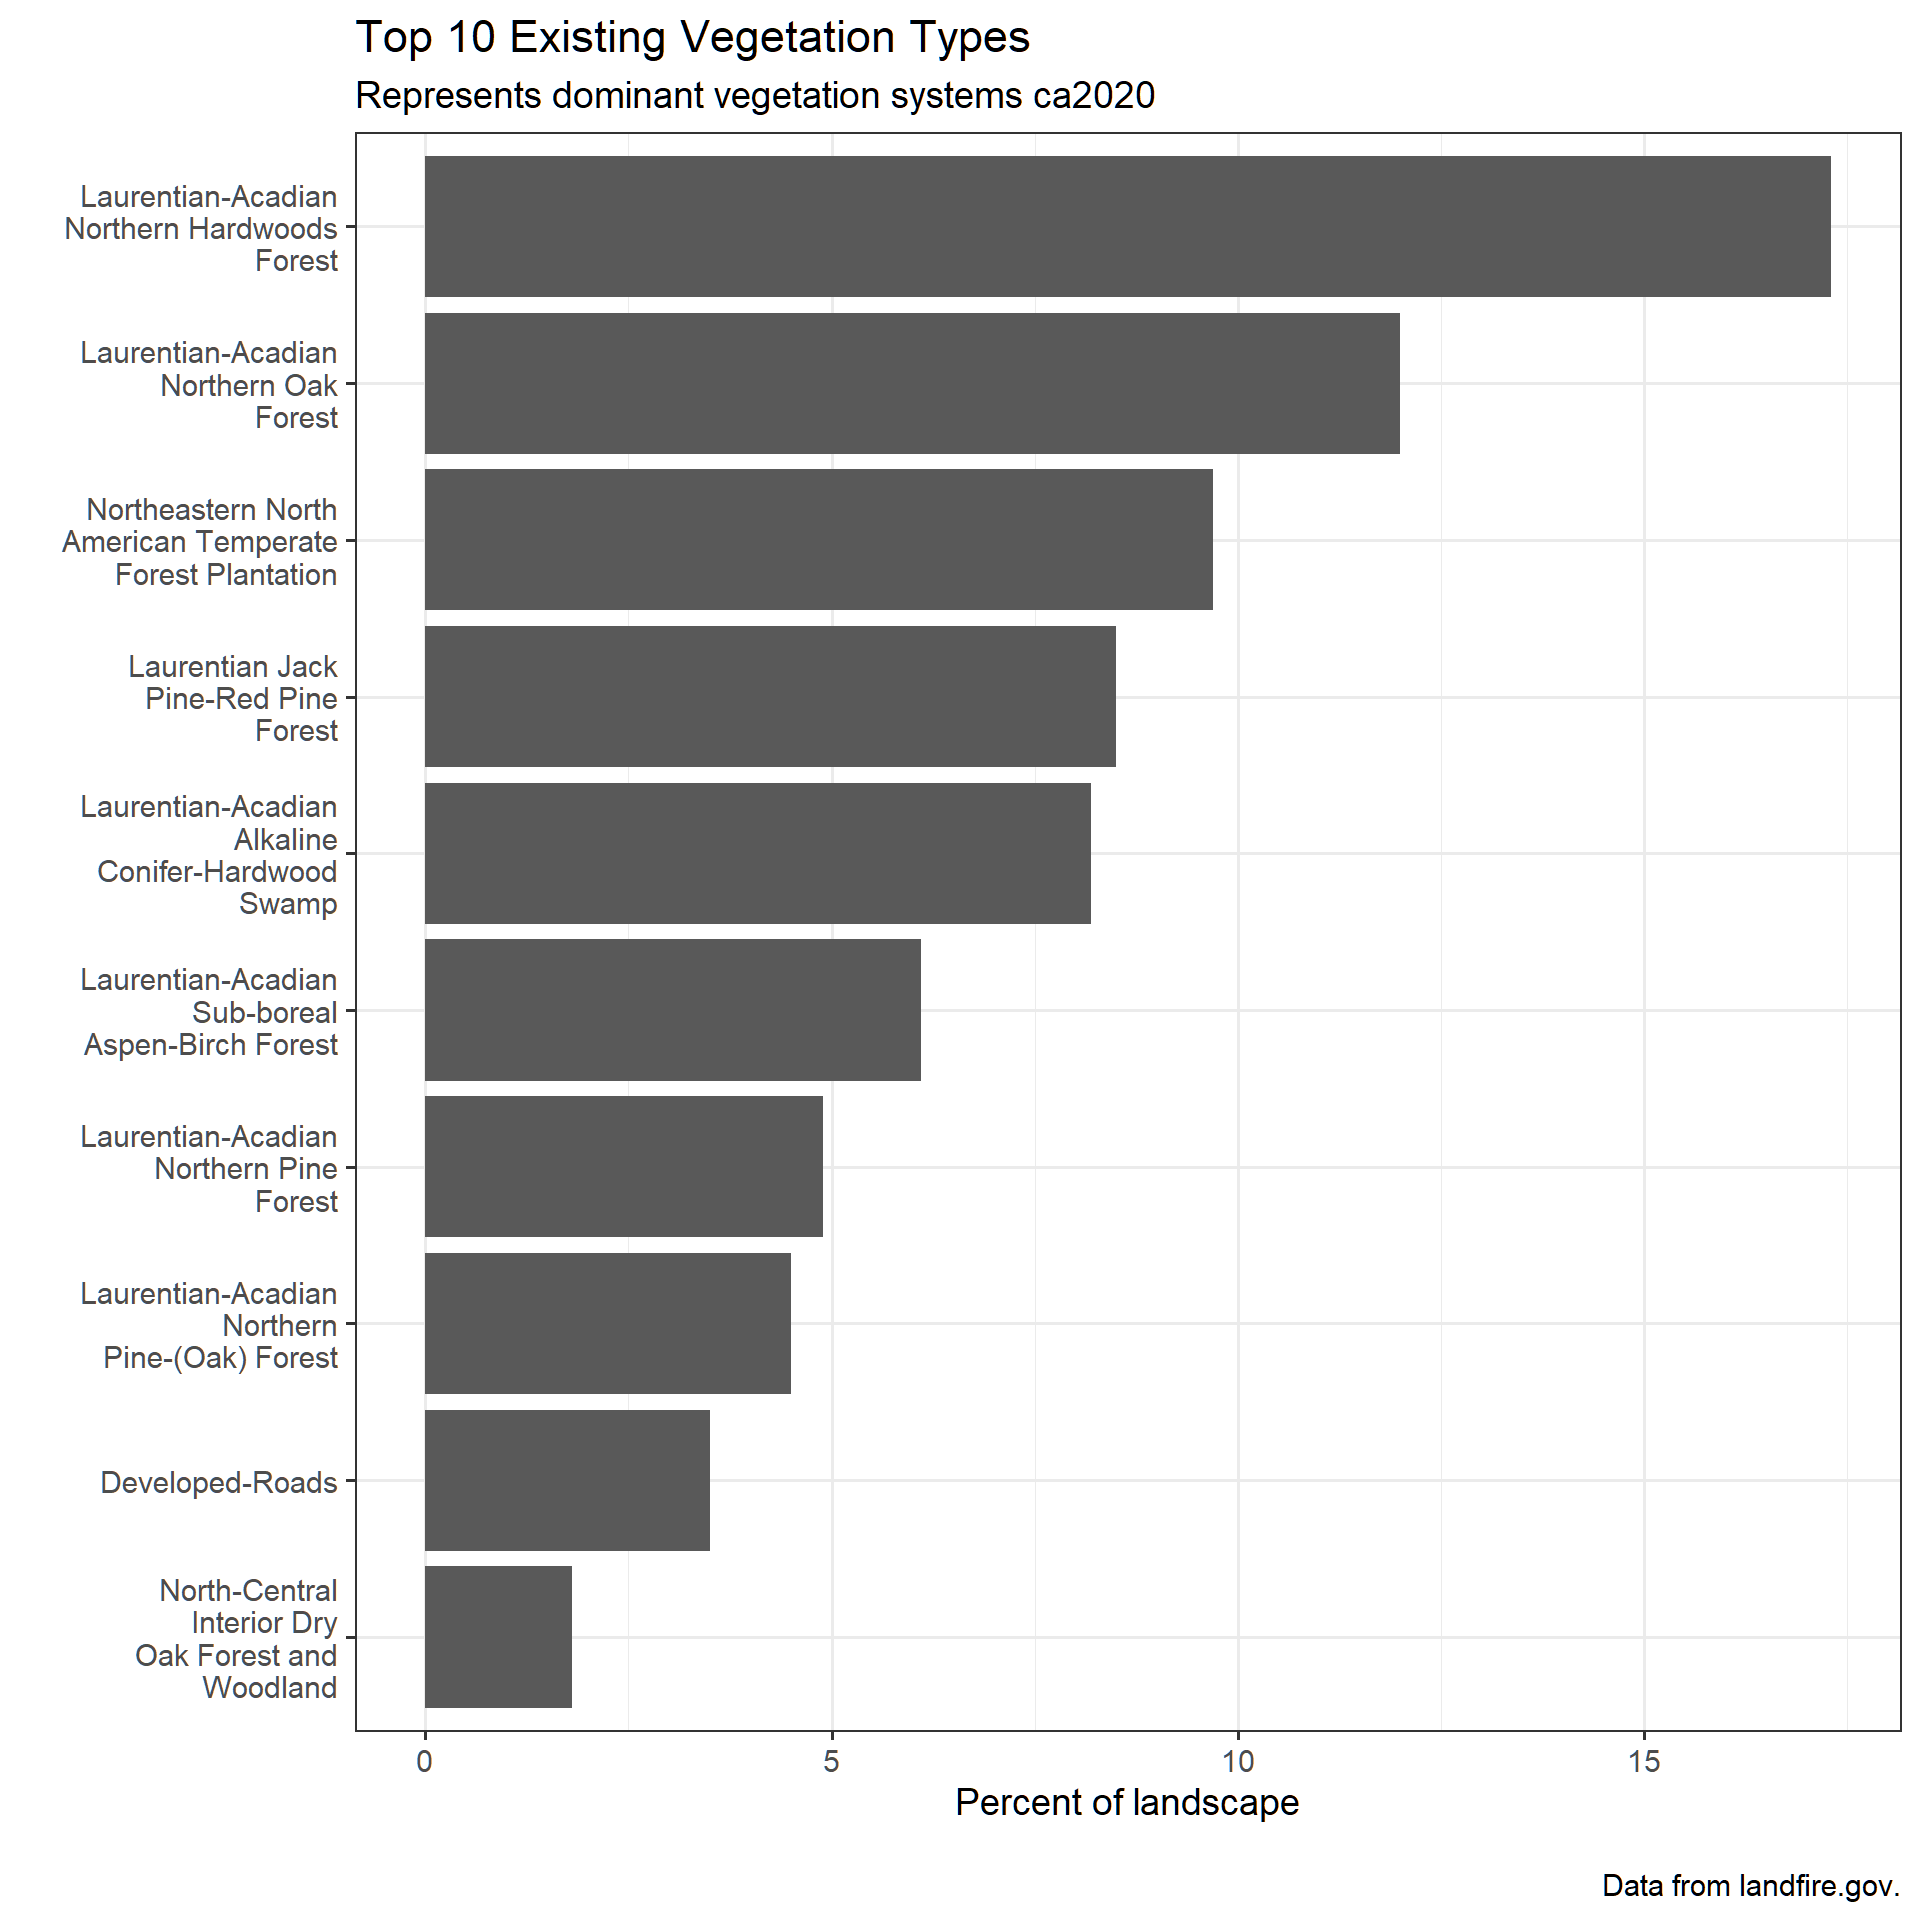 Top 10 Existing Vegetation Types
Represents dominant vegetation systems ca2020
Laurentian-Acadian
Northern Hardwoods
Forest
Laurentian-Acadian
Northern Oak
Forest
Northeastern North
American Temperate
Forest Plantation
Laurentian Jack
Pine-Red Pine
Forest
Laurentian-Acadian
Alkaline
Conifer-Hardwood
Swamp
Laurentian-Acadian
Sub-boreal
Aspen-Birch Forest
Laurentian-Acadian
Northern Pine
Forest
Laurentian-Acadian
Northern
Pine-(Oak) Forest
Developed-Roads
North-Central
Interior Dry
Oak Forest and
Woodland
0 5 10 15
Percent of landscape
Data from landfire.gov.